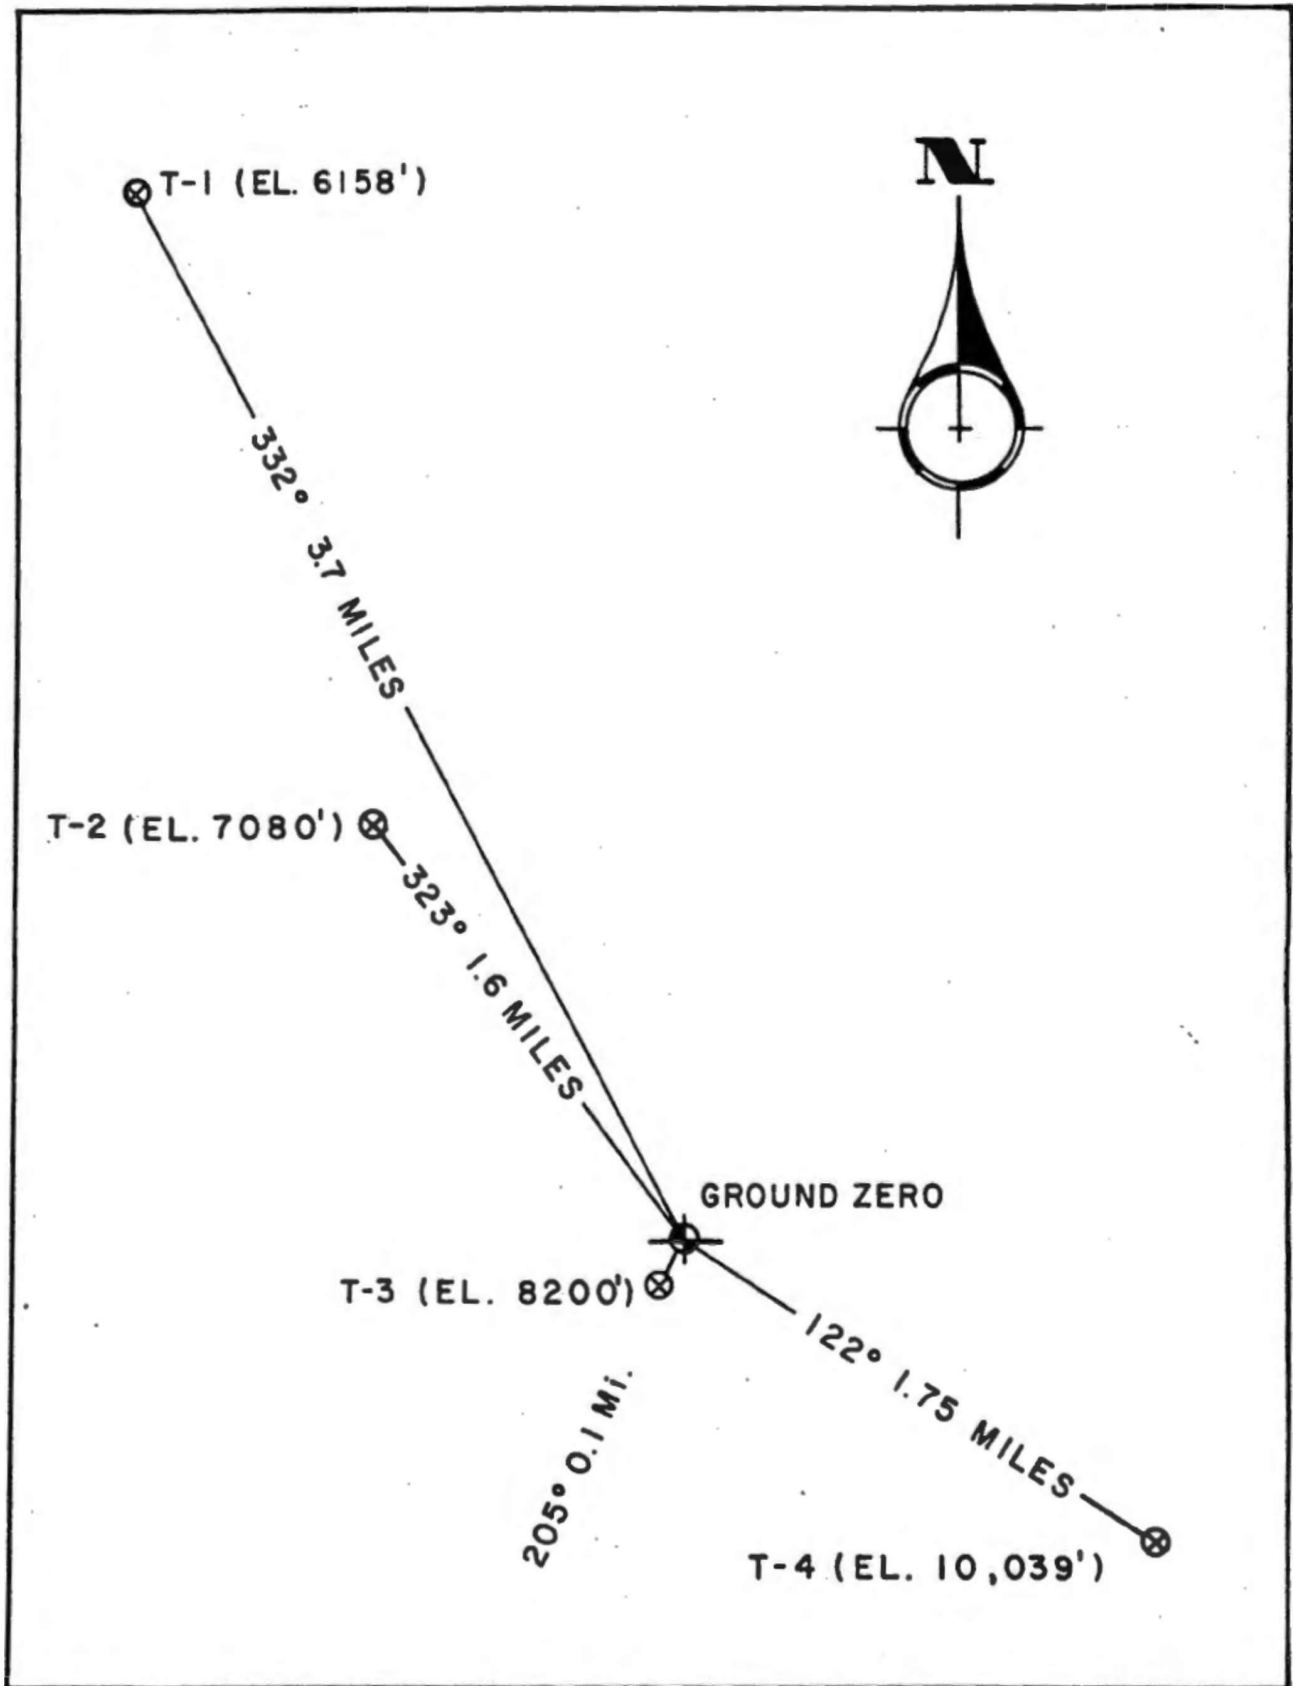 N
T-1 (EL. 6158')
332° 3.7 MILES
T-2 (EL. 7080')
323° 1.6 MILES
GROUND ZERO
T-3 (EL. 8200')
122° 1.75 MILES
205° 0.1 Mi.
T-4 (EL. 10,039')